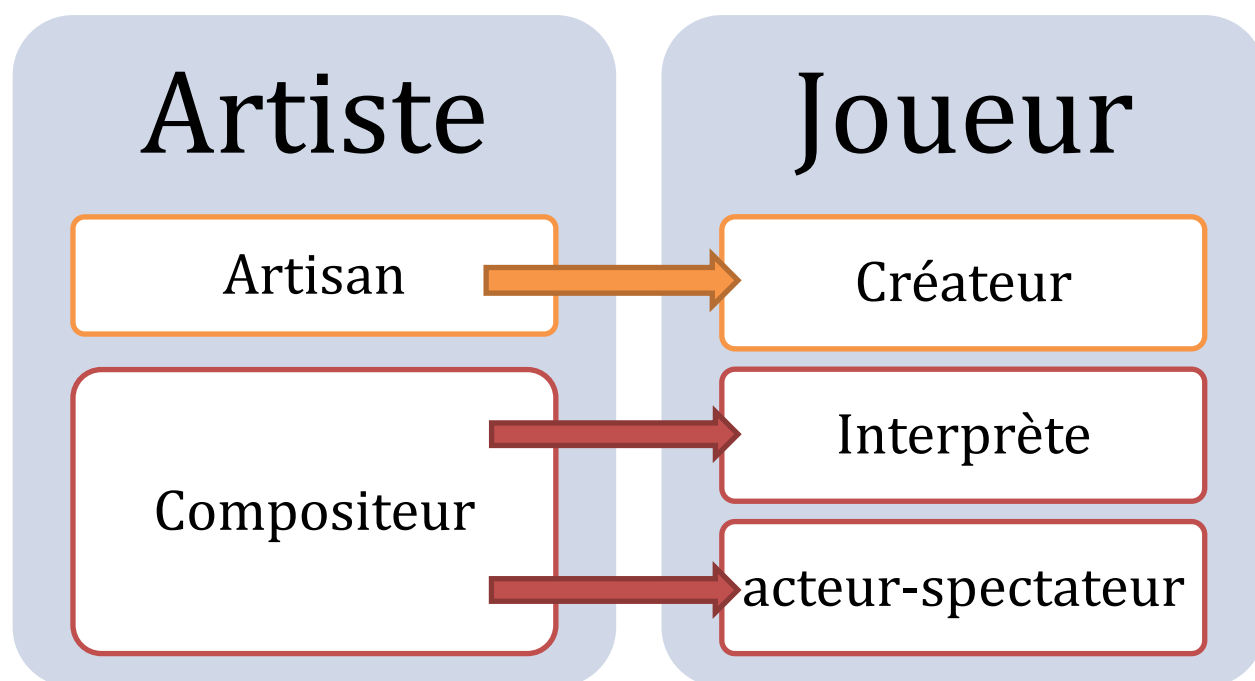 Artiste
Artisan
Compositeur
Joueur
Créateur
Interprète
acteur-spectateur